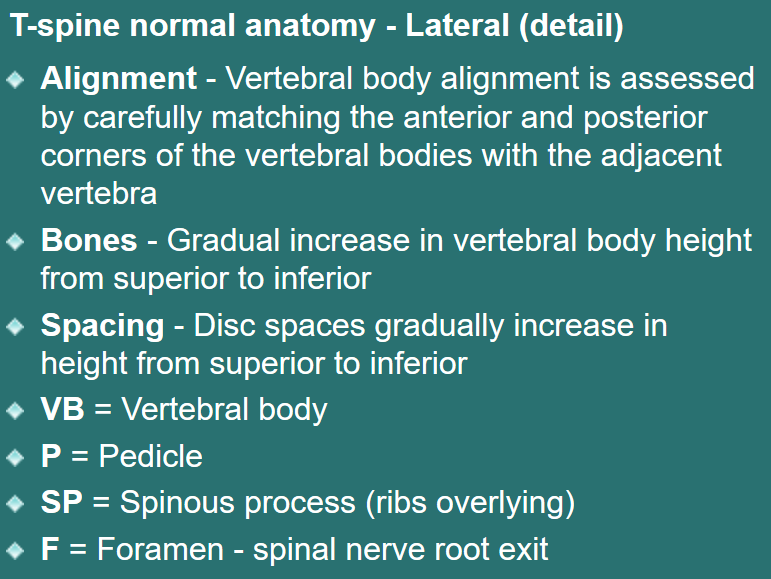 T-spine normal anatomy - Lateral (detail)
Alignment - Vertebral body alignment is assessed
by carefully matching the anterior and posterior
corners of the vertebral bodies with the adjacent
vertebra
Bones - Gradual increase in vertebral body height
from superior to inferior
Spacing - Disc spaces gradually increase in
height from superior to inferior
VB = Vertebral body
P = Pedicle
SP = Spinous process (ribs overlying)
F = Foramen - spinal nerve root exit